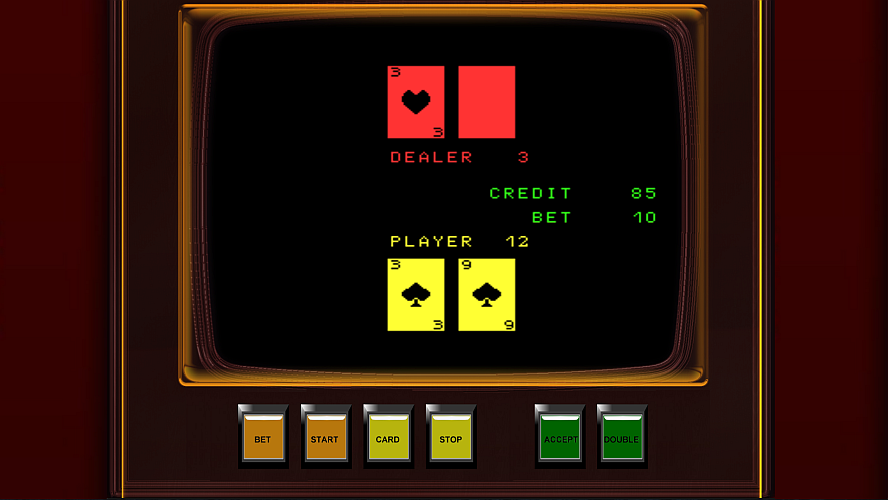 3
3
DEALER 3
CREDIT 85
BET 10
PLAYER 12
3 9
3 9
BET START CARD STOP ACCEPT DOUBLE